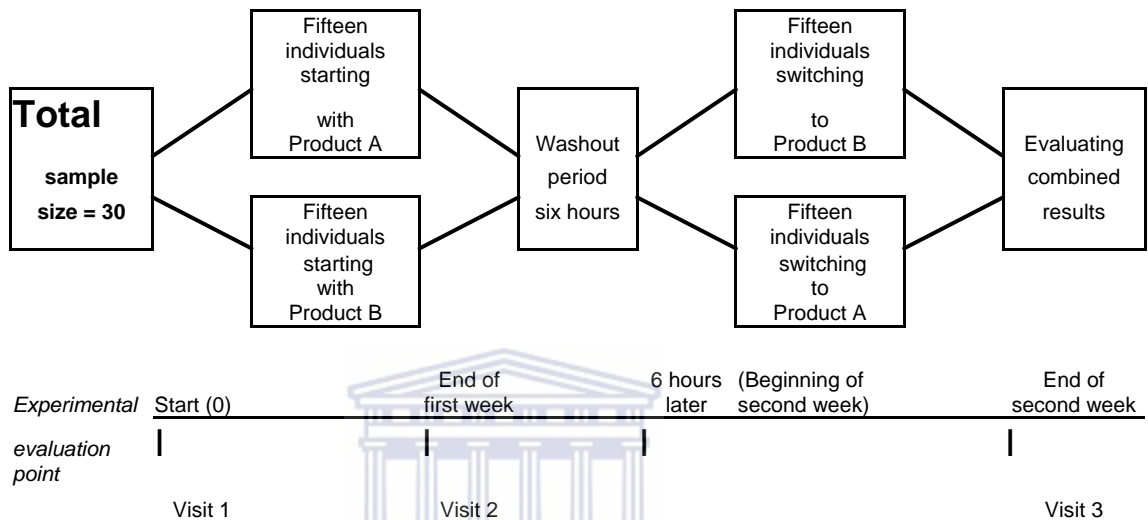 Total
sample
size = 30
Fifteen
individuals
starting
with
Product A
Fifteen
individuals
starting
with
Product B
Washout
period
six hours
Fifteen
individuals
switching
to
Product B
Fifteen
individuals
switching
to
Product A
Evaluating
combined
results
Experimental
evaluation
point
Start (0)
End of
first week
6 hours
later
(Beginning of
second week)
End of
second week
Visit 1
Visit 2
Visit 3